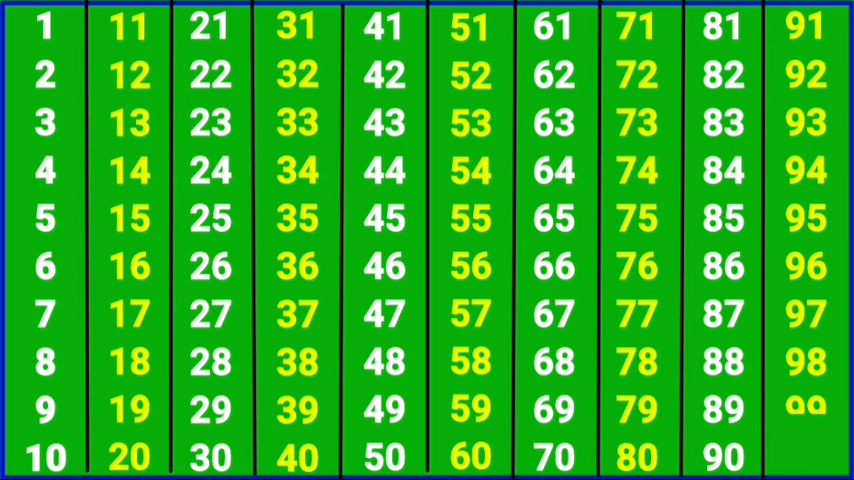 1 11 21 31 41 51 61 71 81 91
2 12 22 32 42 52 62 72 82 92
3 13 23 33 43 53 63 73 83 93
4 14 24 34 44 54 64 74 84 94
5 15 25 35 45 55 65 75 85 95
6 16 26 36 46 56 66 76 86 96
7 17 27 37 47 57 67 77 87 97
8 18 28 38 48 58 68 78 88 98
9 19 29 39 49 59 69 79 89
10 20 30 40 50 60 70 80 90